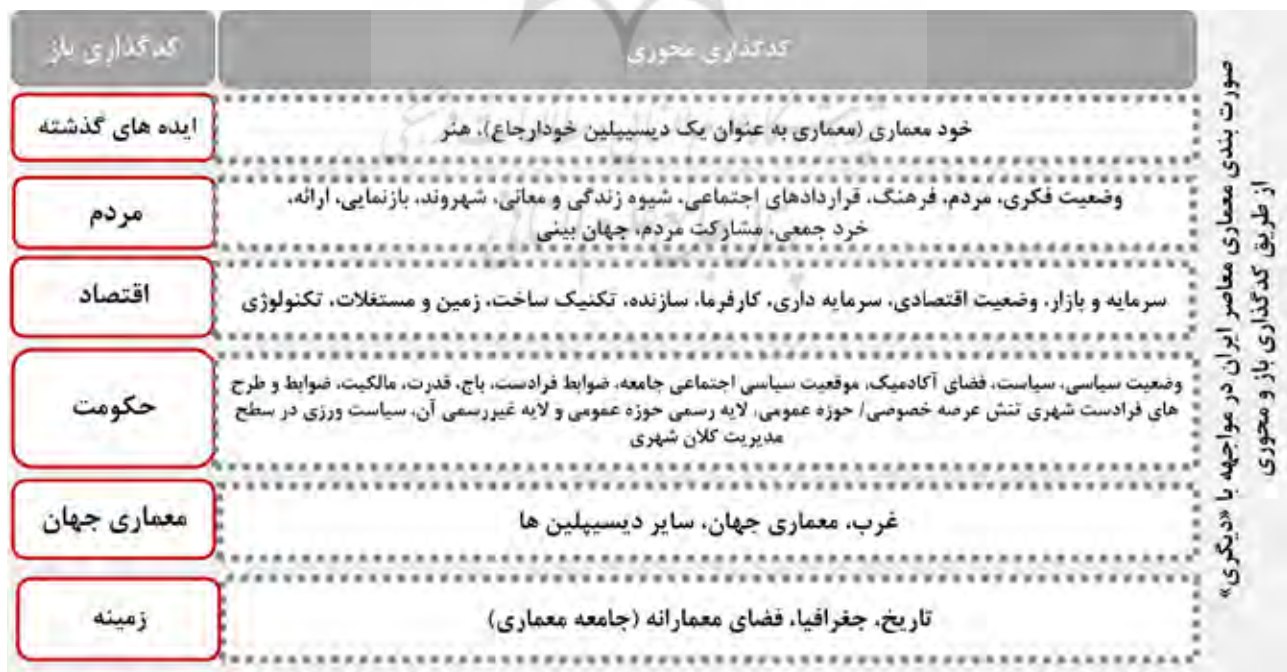 صورت بندی معماری معاصر ایران در مواجهه با «دیگری»
از طریق کدگذاری باز و محوری
کدگذاری محوری
کدگذاری باز
خود معماری (معماری به عنوان یک دیسیپلین خودارجاع)، هنر
ایده های گذشته
وضعیت فکری، مردم، فرهنگ، قراردادهای اجتماعی، شیوه زندگی و معانی، شهروند، بازنمایی، ارائه،
خرد جمعی، مشارکت مردم، جهان بینی
مردم
سرمایه و بازار، وضعیت اقتصادی، سرمایه داری، کارفرما، سازنده، تکنیک ساخت، زمین و مستغلات، تکنولوژی
اقتصاد
وضعیت سیاسی، سیاست، فضای آکادمیک، موقعیت سیاسی اجتماعی جامعه، ضوابط فرادست، باج، قدرت، مالکیت، ضوابط و طرح
های فرادست شهری تنش عرصه خصوصی/ حوزه عمومی، لایه رسمی حوزه عمومی و لایه غیررسمی آن، سیاست ورزی در سطح
مدیریت کلان شهری
حکومت
غرب، معماری جهان، سایر دیسیپلین ها
معماری جهان
تاریخ، جغرافیا، فضای معمارانه (جامعه معماری)
زمینه